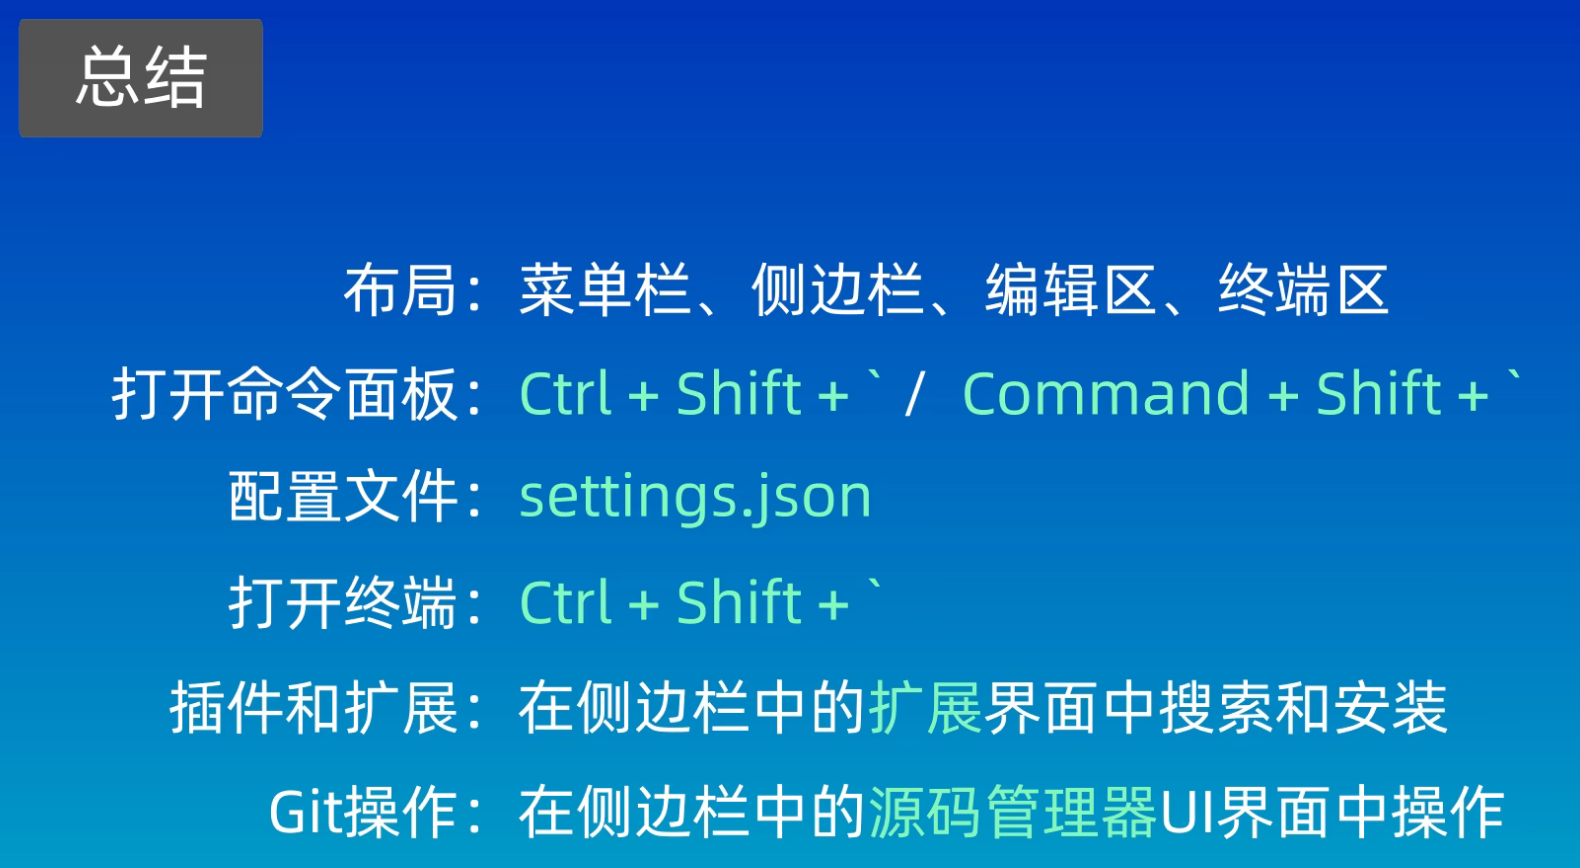 总结
布局：菜单栏、侧边栏、编辑区、终端区
打开命令面板：Ctrl + Shift + ` / Command + Shift + `
配置文件：settings.json
打开终端：Ctrl + Shift + `
插件和扩展：在侧边栏中的扩展界面中搜索和安装
Git操作：在侧边栏中的源码管理器UI界面中操作